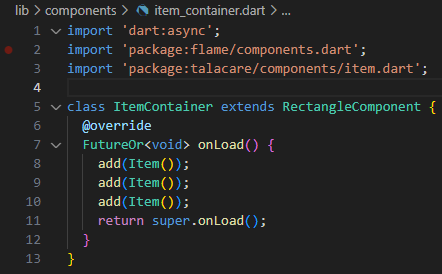 lib > components > item_container.dart > ...
1 import 'dart:async';
2 import 'package:flame/components.dart';
3 import 'package:talacare/components/item.dart';
4
5 class ItemContainer extends RectangleComponent {
6   @override
7   FutureOr<void> onLoad() {
8     add(Item());
9     add(Item());
10     add(Item());
11     return super.onLoad();
12   }
13 }